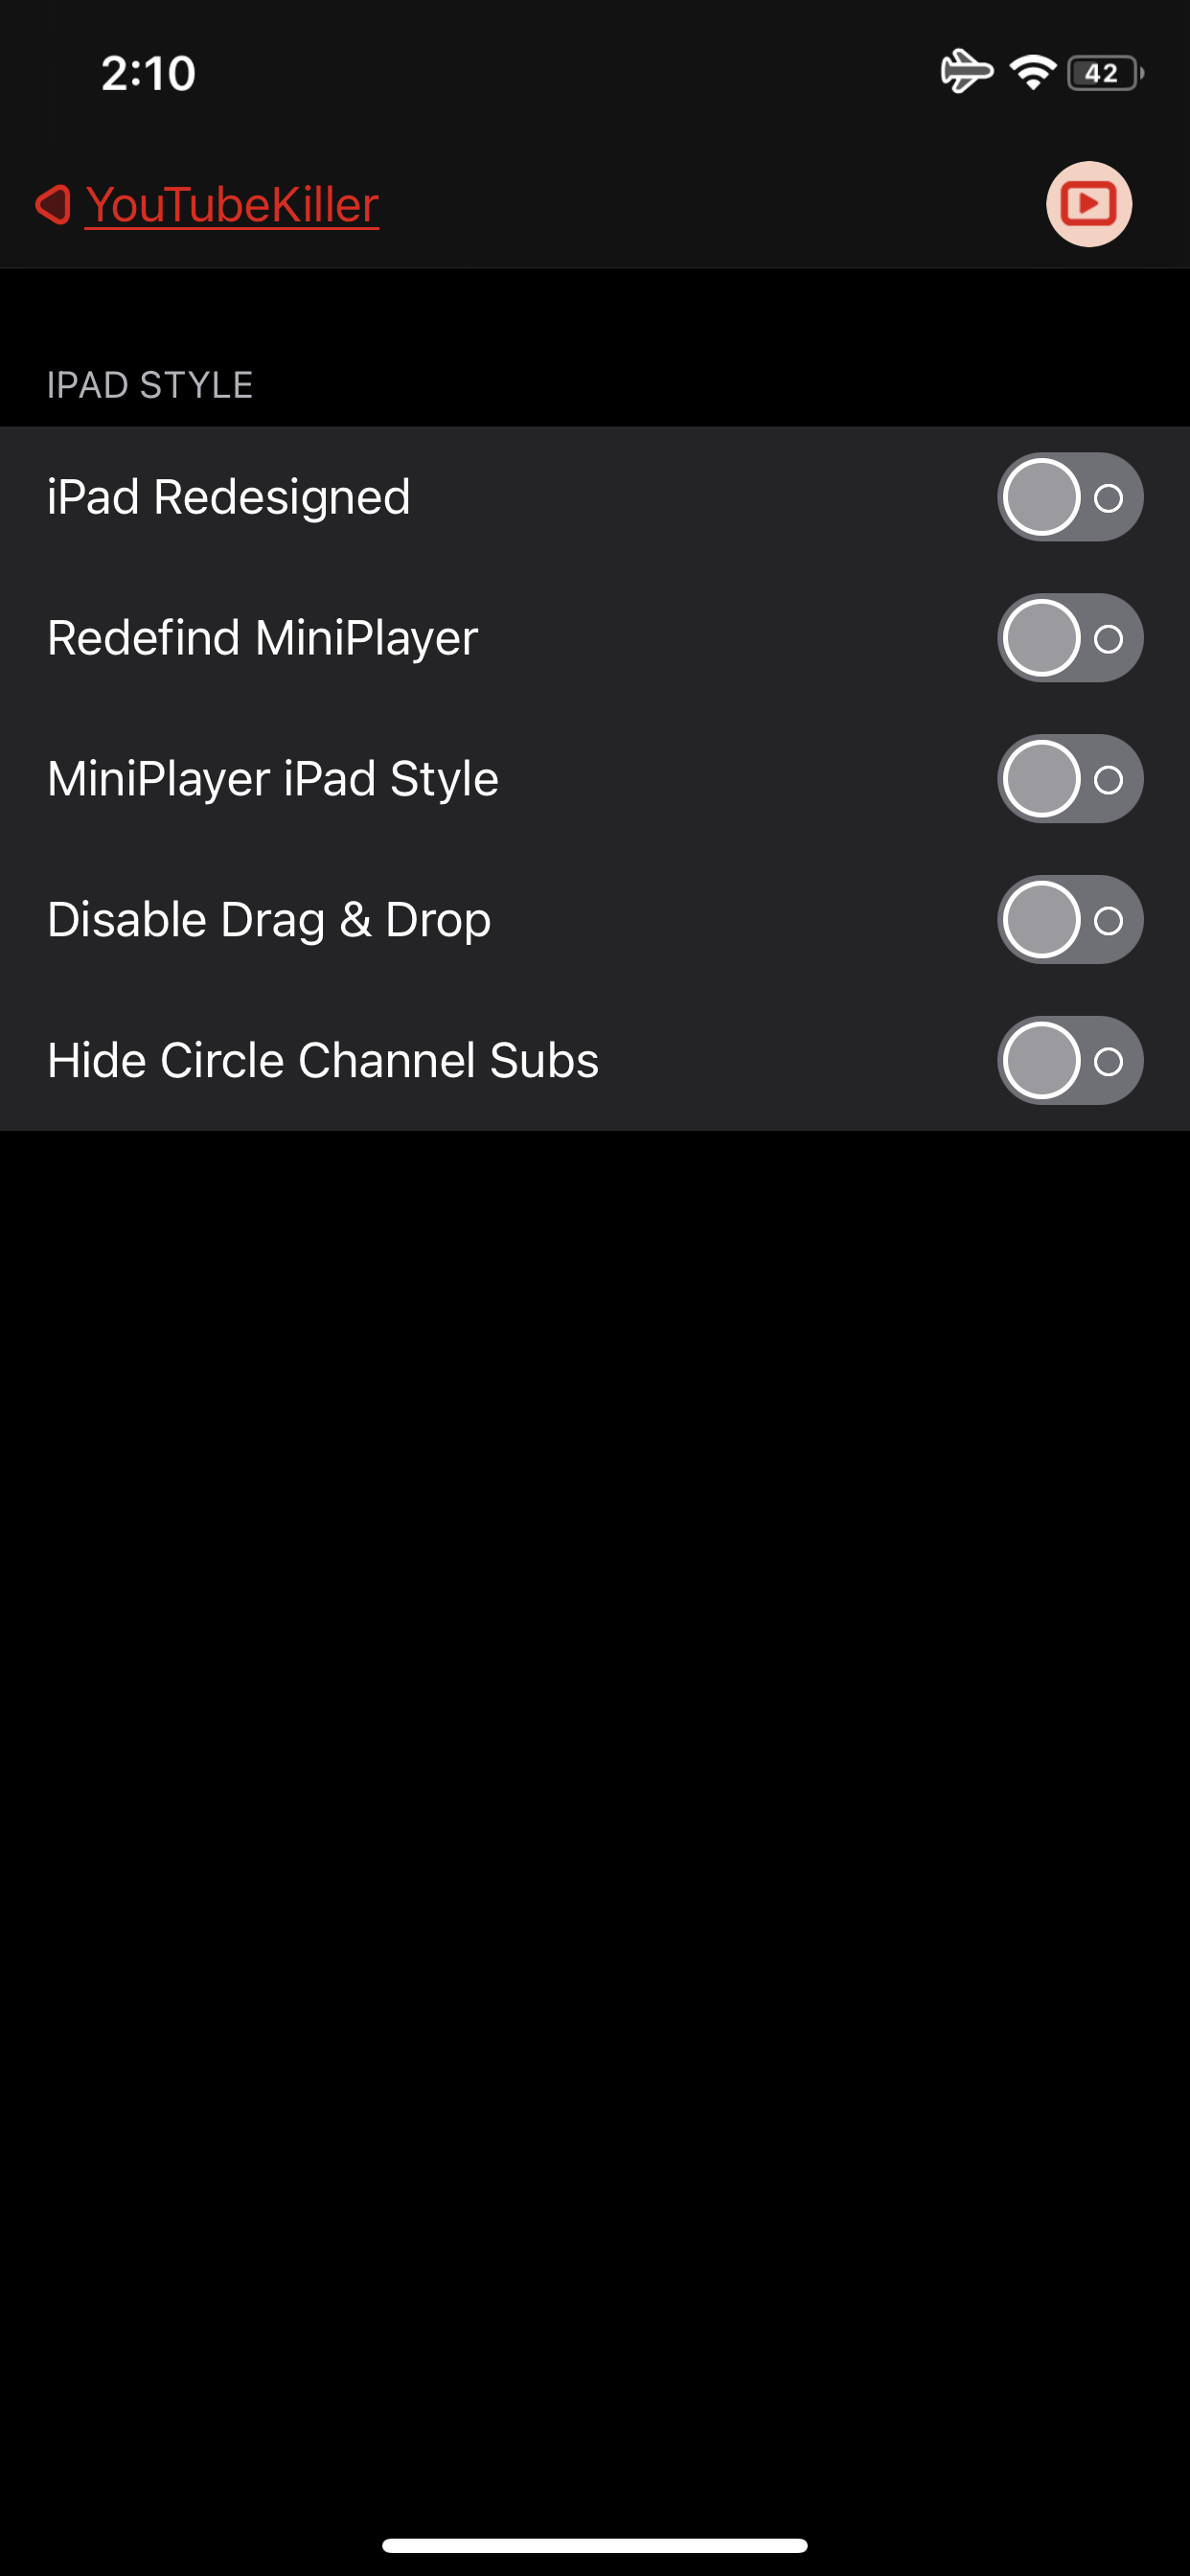 2:10
42
YouTubeKiller
IPAD STYLE
iPad Redesigned
Redefind MiniPlayer
MiniPlayer iPad Style
Disable Drag & Drop
Hide Circle Channel Subs